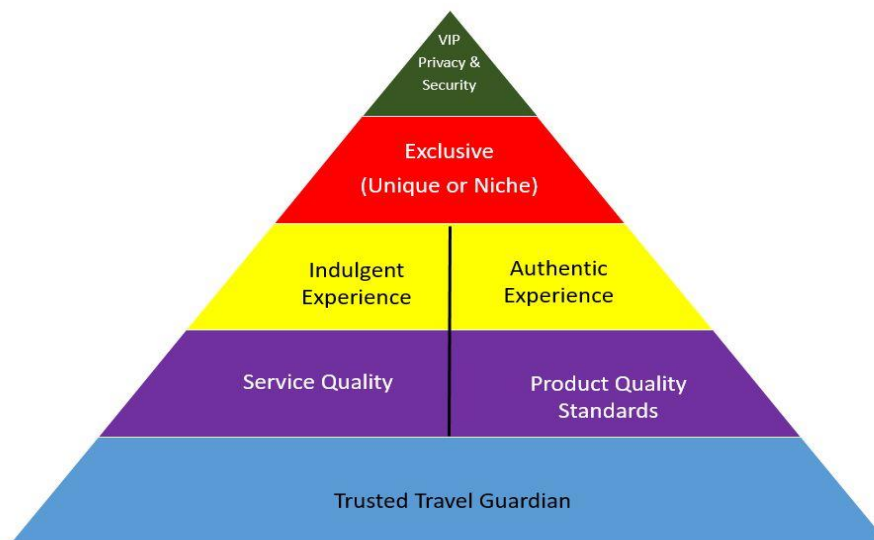 VIP
Privacy &
Security
Exclusive
(Unique or Niche)
Indulgent
Experience
Authentic
Experience
Service Quality
Product Quality
Standards
Trusted Travel Guardian